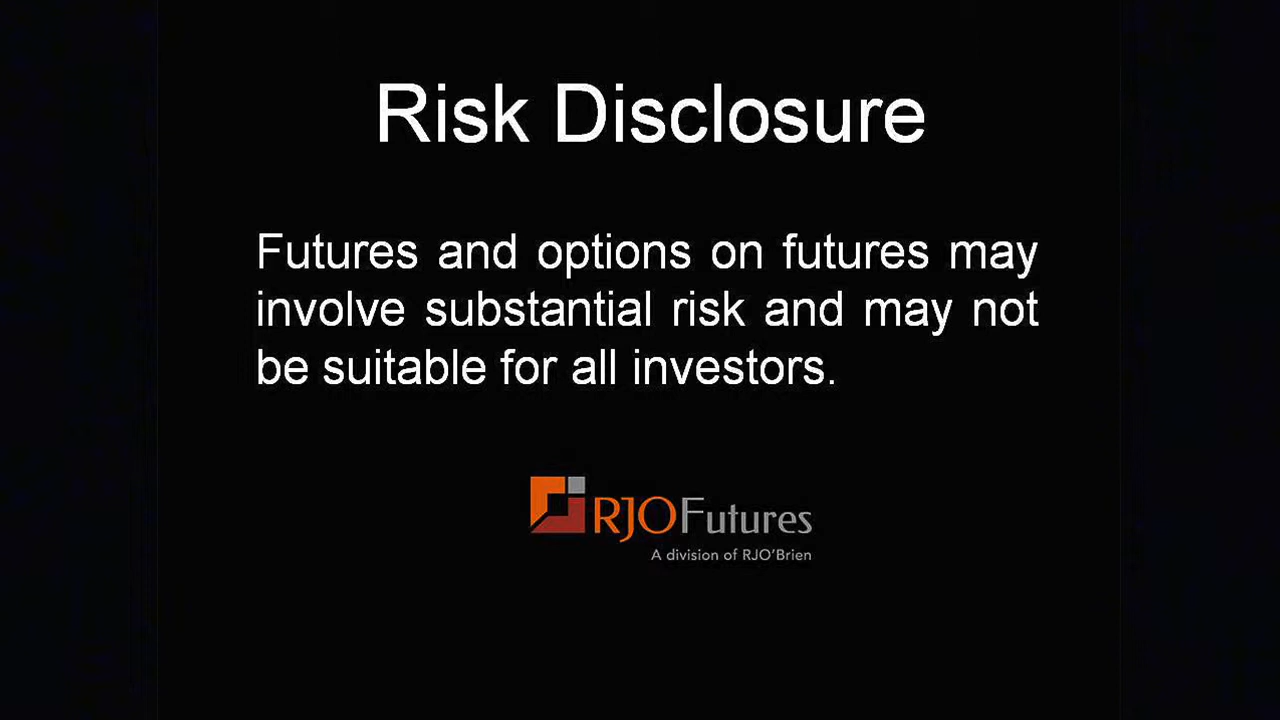 Risk Disclosure
Futures and options on futures may
involve substantial risk and may not
be suitable for all investors.
RJOFutures
A division of RJO'Brien